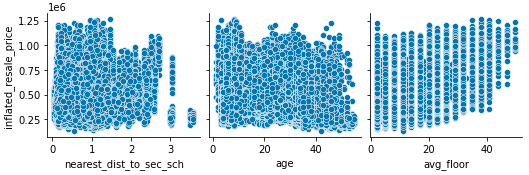 1e6
1.25
1.00
0.75
0.50
0.25
inflated_resale_price
0 1 2 3
nearest_dist_to_sec_sch
0 20 40
age
0 20 40
avg_floor